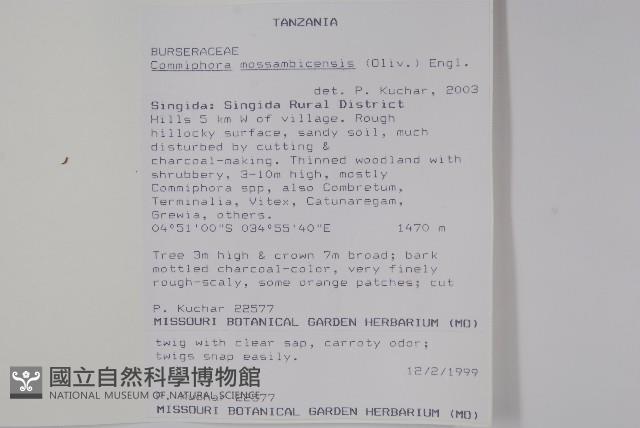 TANZANIA
BURSERACEAE
Commiphora mossambicensis (Oliv.) Engl.
det. P. Kuchar, 2003
Singida: Singida Rural District
Hills 5 km W of village. Rough
hillocky surface, sandy soil, much
disturbed by cutting &
charcoal-making. Thinned woodland with
shrubbery, 3-10m high, mostly
Commiphora spp, also Combretum,
Terminalia, Vitex, Catunaregam,
Grewia, others.
04°51'00"S 034°55'40"E 1470 m
Tree 3m high & crown 7m broad; bark
mottled charcoal-color, very finely
rough-scaly, some orange patches; cut
P. Kuchar 22577
MISSOURI BOTANICAL GARDEN HERBARIUM (MO)
twig with clear sap, carroty odor;
twigs snap easily.
12/2/1999
國立自然科學博物館
NATIONAL MUSEUM OF NATURAL SCIENCE
P. Kuchar 22577
MISSOURI BOTANICAL GARDEN HERBARIUM (MO)